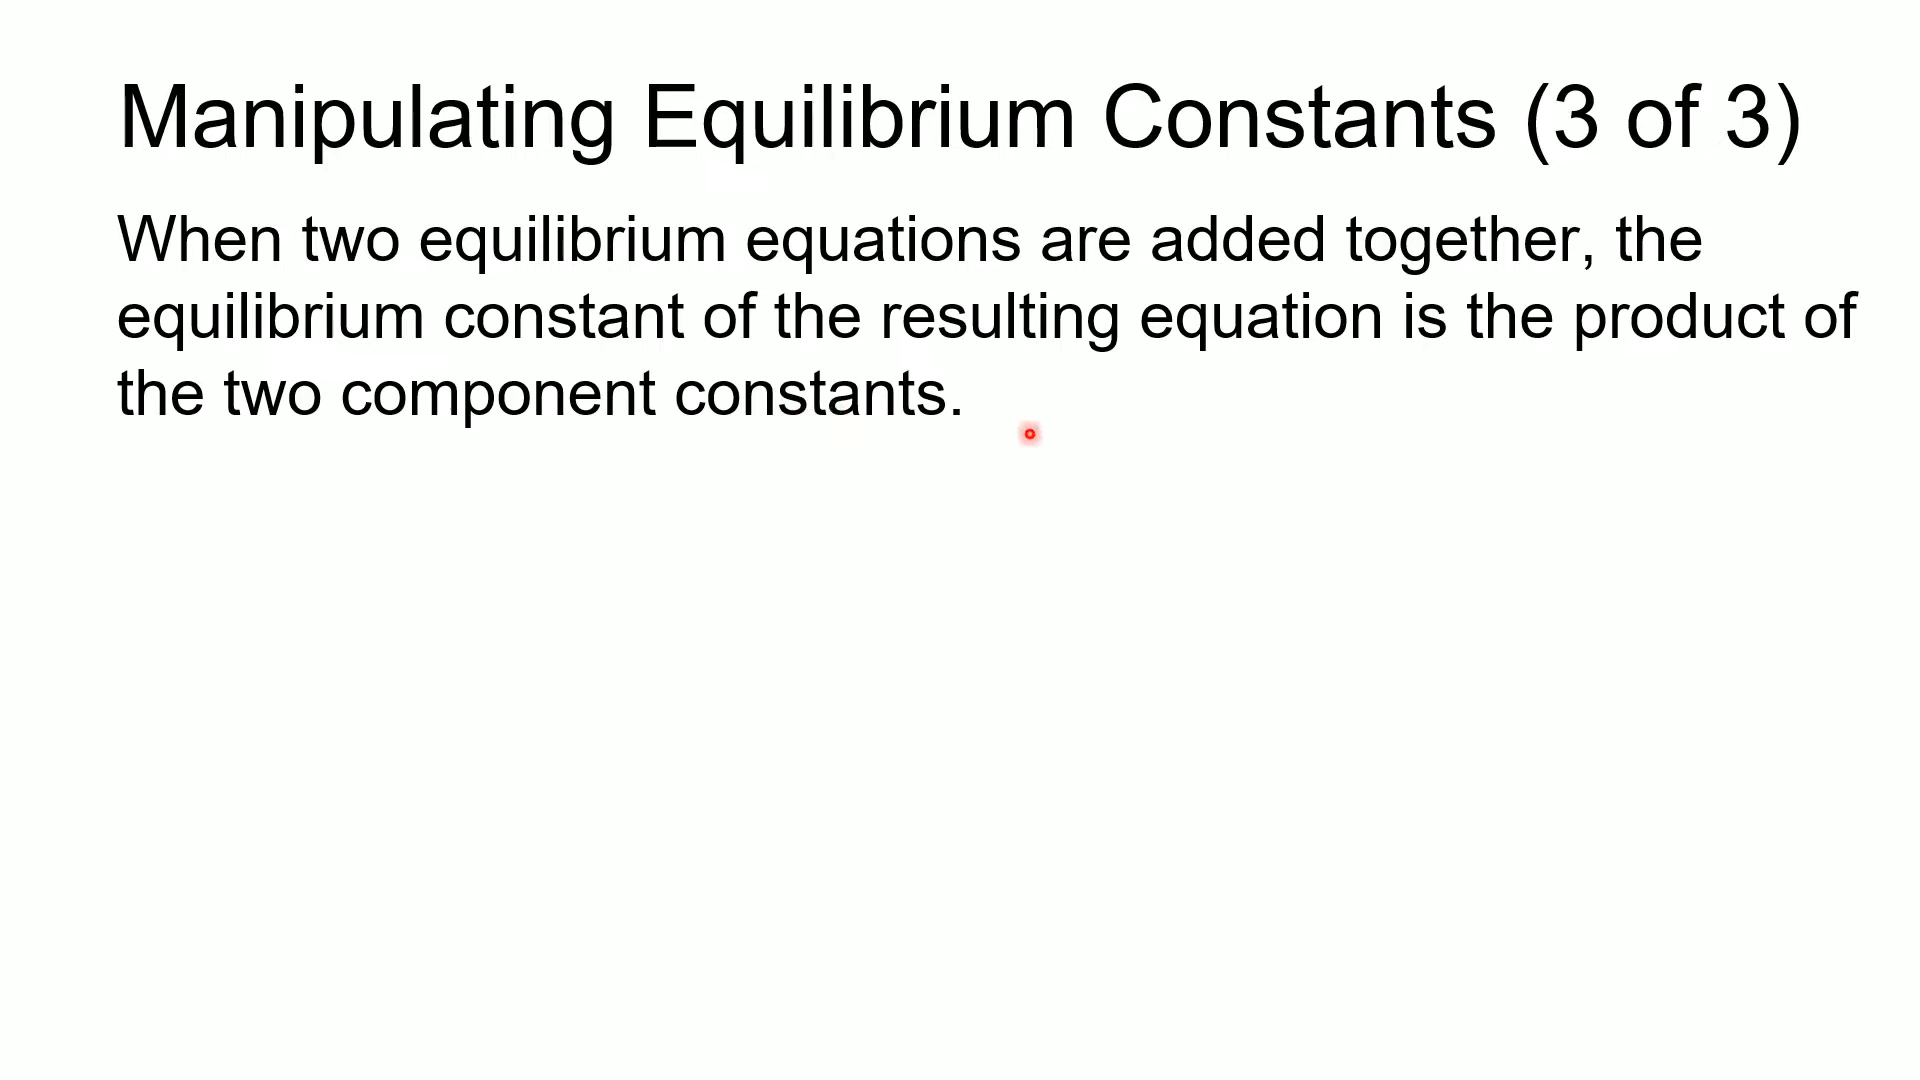 Manipulating Equilibrium Constants (3 of 3)
When two equilibrium equations are added together, the
equilibrium constant of the resulting equation is the product of
the two component constants.